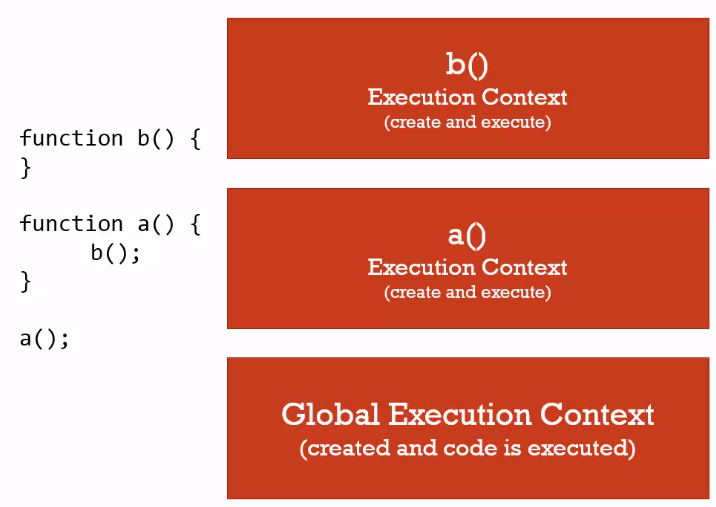 function b() {
}
function a() {
b();
}
a();
b()
Execution Context
(create and execute)
a()
Execution Context
(create and execute)
Global Execution Context
(created and code is executed)